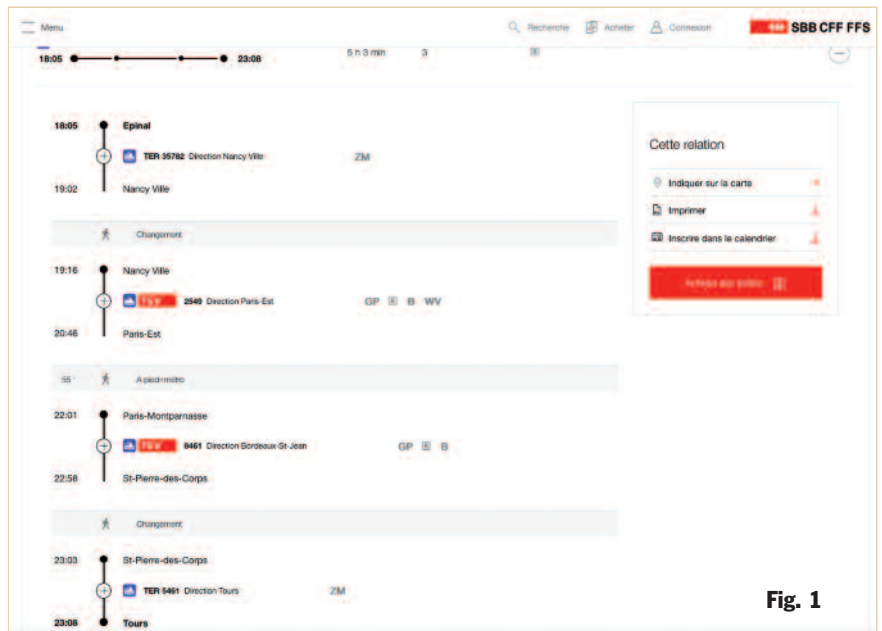 Menu
Recherche Acheter Connexion SBB CFF FFS
18:05 23:08 5 h 3 min 3
18:05 Epinal
TER 35782 Direction Nancy Ville ZM
19:02 Nancy Ville
Changement
19:16 Nancy Ville
TGV 2549 Direction Paris-Est GP R B WV
20:46 Paris-Est
55' A pied+métro
22:01 Paris-Montparnasse
TGV 8461 Direction Bordeaux-St-Jean GP R B
22:58 St-Pierre-des-Corps
Changement
23:03 St-Pierre-des-Corps
TER 5461 Direction Tours ZM
23:08 Tours
Cette relation
Indiquer sur la carte
Imprimer
Inscrire dans le calendrier
Fig. 1